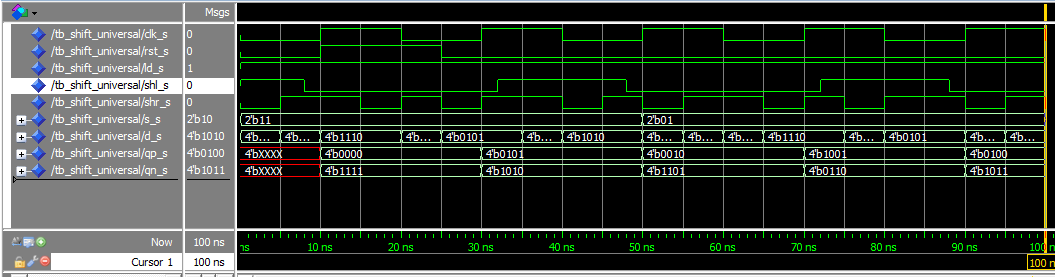 Msgs
/tb_shift_universal/clk_s 0
/tb_shift_universal/rst_s 0
/tb_shift_universal/ld_s 1
/tb_shift_universal/shl_s 0
/tb_shift_universal/shr_s 0
/tb_shift_universal/s_s 2'b10 2'b11 2'b01
/tb_shift_universal/d_s 4'b1010 4'b... 4'b... 4'b1110 4'b... 4'b0101 4'b... 4'b1010 4'b... 4'b... 4'b... 4'b1110 4'b... 4'b0101 4'b... 4'b...
/tb_shift_universal/qp_s 4'b0100 4'bXXXX 4'b0000 4'b0101 4'b0010 4'b1001 4'b0100
/tb_shift_universal/qn_s 4'b1011 4'bXXXX 4'b1111 4'b1010 4'b1101 4'b0110 4'b1011
Now 100 ns ns 10 ns 20 ns 30 ns 40 ns 50 ns 60 ns 70 ns 80 ns 90 ns 100
Cursor 1 100 ns 100 n